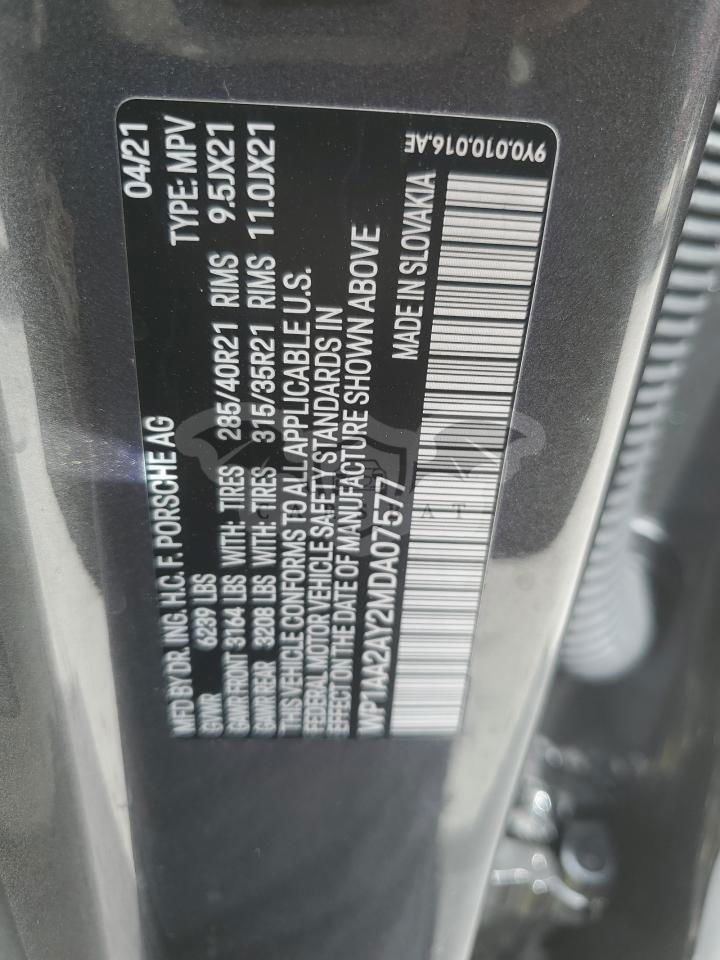 MFD BY DR. ING. H.C. F. PORSCHE AG 04/21
GVWR 6239 LBS TYPE: MPV
GAWR FRONT 3164 LBS WITH: TIRES 285/40R21 RIMS 9.5JX21
GAWR REAR 3208 LBS WITH: TIRES 315/35R21 RIMS 11.0JX21
THIS VEHICLE CONFORMS TO ALL APPLICABLE U.S.
FEDERAL MOTOR VEHICLE SAFETY STANDARDS IN
EFFECT ON THE DATE OF MANUFACTURE SHOWN ABOVE
WP1AA2AY2MDA07577
MADE IN SLOVAKIA
9Y0.010.016.AE